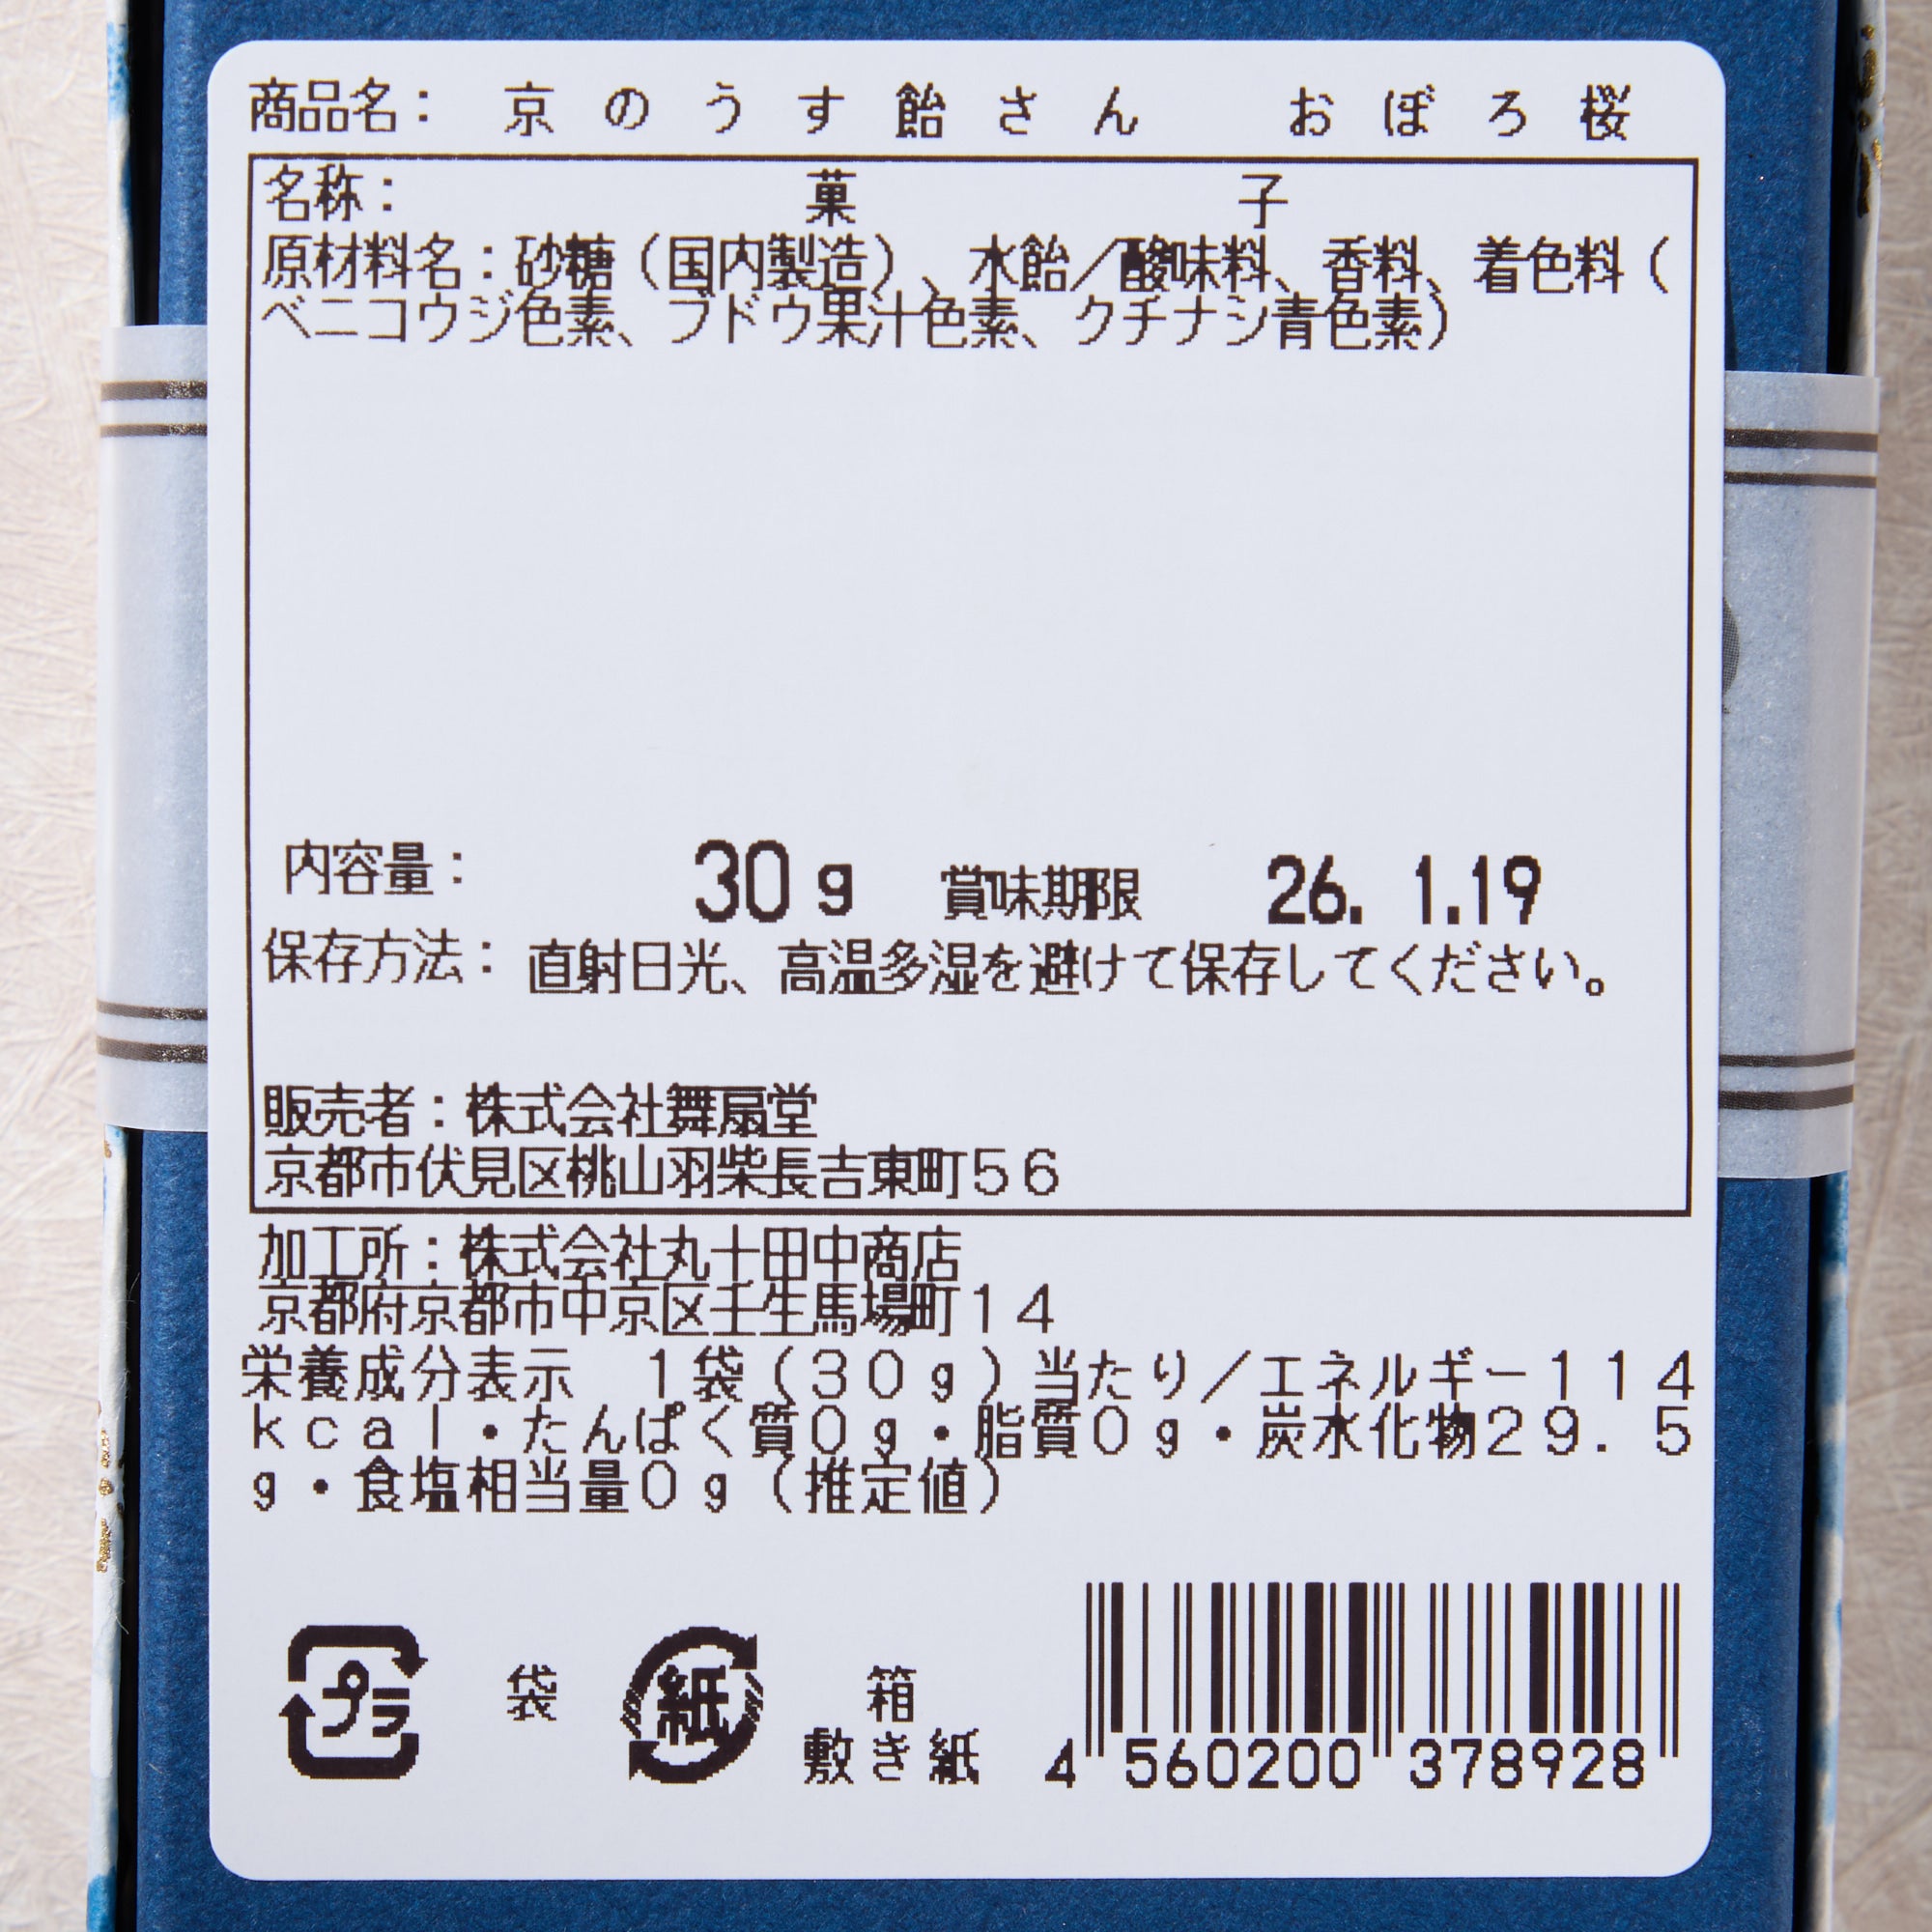 商品名： 京のうす飴さん　おぼろ桜
名称： 菓子
原材料名：砂糖（国内製造）、水飴／酸味料、香料、着色料（
ベニコウジ色素、ブドウ果汁色素、クチナシ青色素）
内容量： 30g 賞味期限 26. 1.19
保存方法：直射日光、高温多湿を避けて保存してください。
販売者：株式会社舞扇堂
京都市伏見区桃山羽柴長吉東町５６
加工所：株式会社丸十田中商店
京都府京都市中京区壬生馬場町１４
栄養成分表示　１袋（３０ｇ）当たり／エネルギー１１４
ｋｃａｌ・たんぱく質０ｇ・脂質０ｇ・炭水化物２９．５
ｇ・食塩相当量０ｇ（推定値）
プラ 袋 紙 箱
敷き紙
4 560200 378928